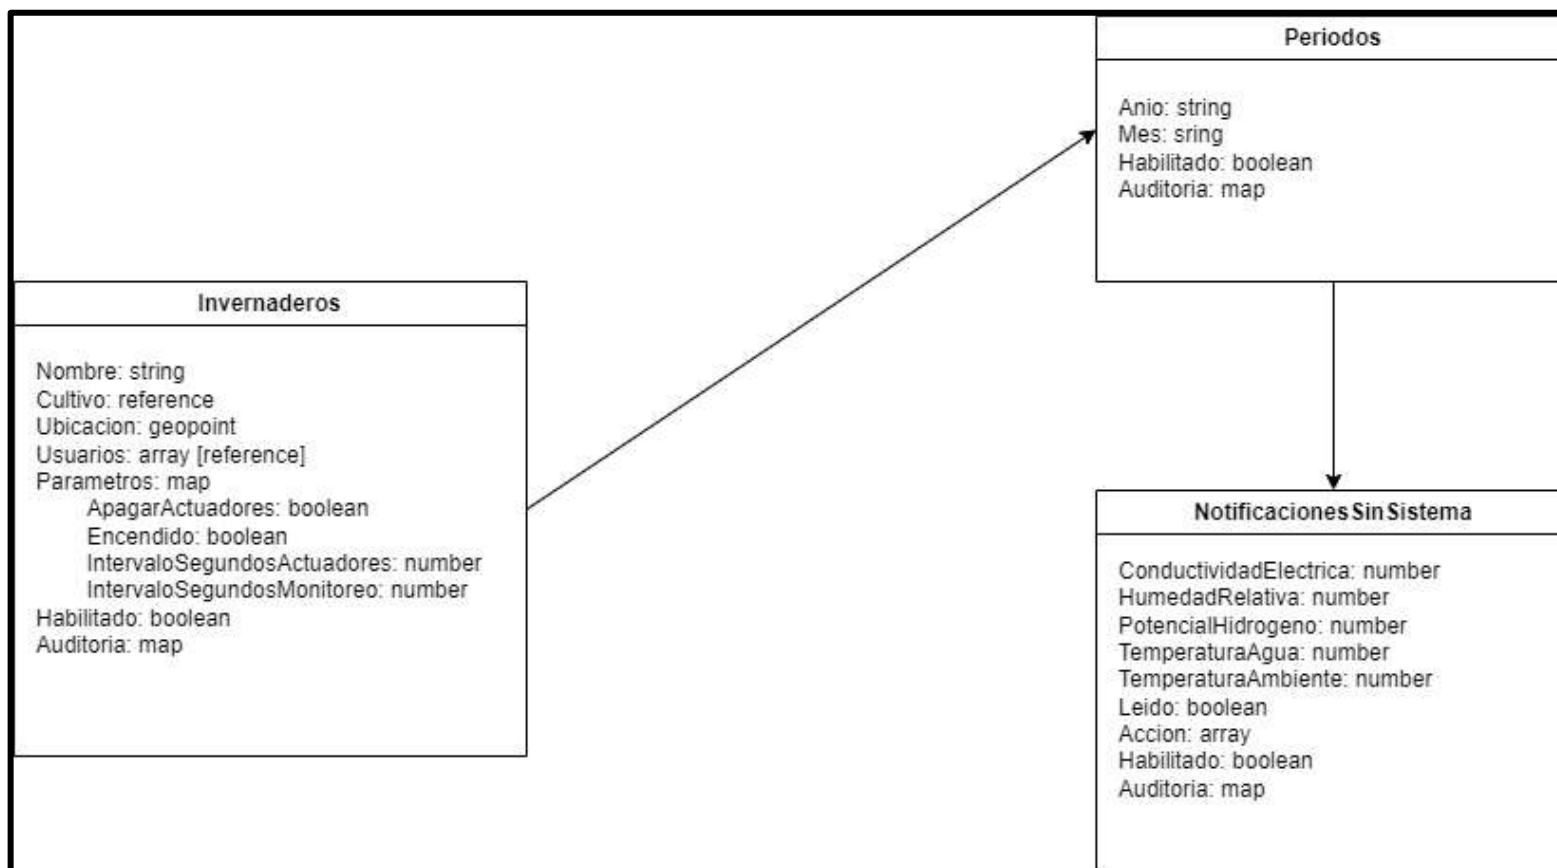 Periodos
Anio: string
Mes: sring
Habilitado: boolean
Auditoria: map
Invernaderos
Nombre: string
Cultivo: reference
Ubicacion: geopoint
Usuarios: array [reference]
Parametros: map
ApagarActuadores: boolean
Encendido: boolean
IntervaloSegundosActuadores: number
IntervaloSegundosMonitoreo: number
Habilitado: boolean
Auditoria: map
NotificacionesSinSistema
ConductividadElectrica: number
HumedadRelativa: number
PotencialHidrogeno: number
TemperaturaAgua: number
TemperaturaAmbiente: number
Leido: boolean
Accion: array
Habilitado: boolean
Auditoria: map